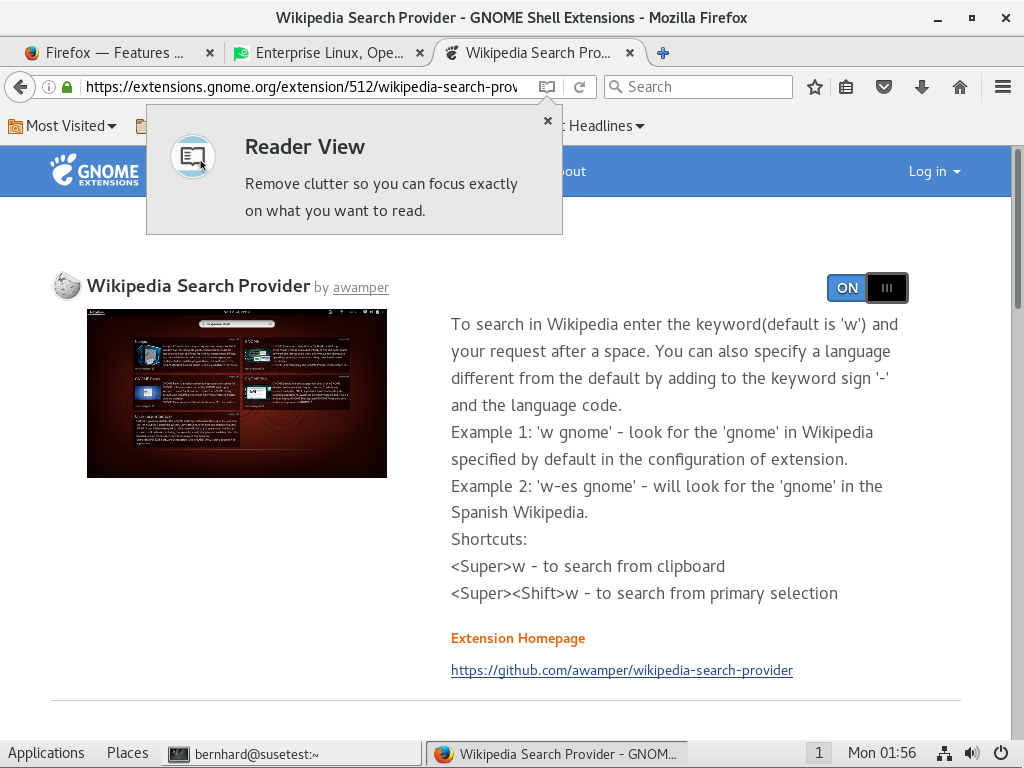 Wikipedia Search Provider - GNOME Shell Extensions - Mozilla Firefox
Firefox — Features ...
Enterprise Linux, Ope...
Wikipedia Search Pro...
https://extensions.gnome.org/extension/512/wikipedia-search-prov
Search
Most Visited
t Headlines
Reader View
Remove clutter so you can focus exactly
on what you want to read.
GNOME
EXTENSIONS
out
Log in
Wikipedia Search Provider by awamper
ON
To search in Wikipedia enter the keyword(default is 'w') and
your request after a space. You can also specify a language
different from the default by adding to the keyword sign '-'
and the language code.
Example 1: 'w gnome' - look for the 'gnome' in Wikipedia
specified by default in the configuration of extension.
Example 2: 'w-es gnome' - will look for the 'gnome' in the
Spanish Wikipedia.
Shortcuts:
<Super>w - to search from clipboard
<Super><Shift>w - to search from primary selection
Extension Homepage
https://github.com/awamper/wikipedia-search-provider
Applications
Places
bernhard@susetest:~
Wikipedia Search Provider - GNOM...
1
Mon 01:56